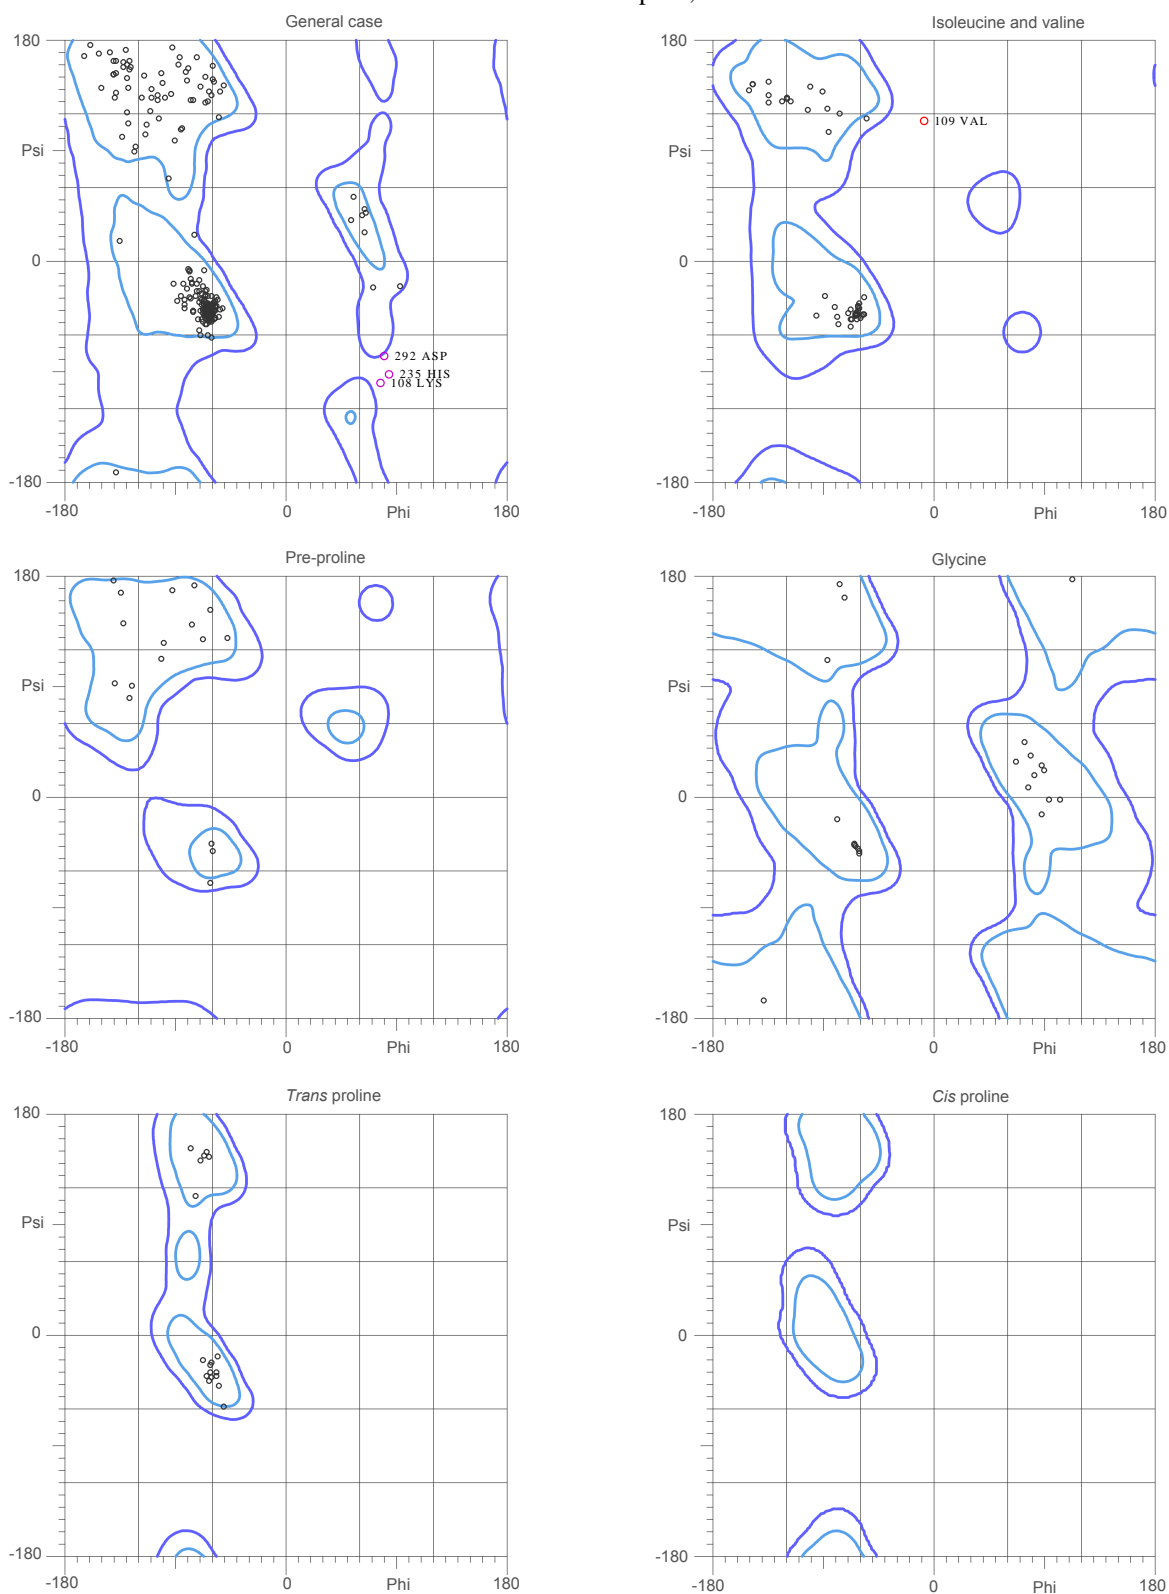 General case
180
Psi
0
-180
-180
0
Phi
180
292 ASP
235 HIS
108 LYS
Isoleucine and valine
180
Psi
0
-180
-180
0
Phi
180
109 VAL
Pre-proline
180
Psi
0
-180
-180
0
Phi
180
Glycine
180
Psi
0
-180
-180
0
Phi
180
Trans proline
180
Psi
0
-180
-180
0
Phi
180
Cis proline
180
Psi
0
-180
-180
0
Phi
180